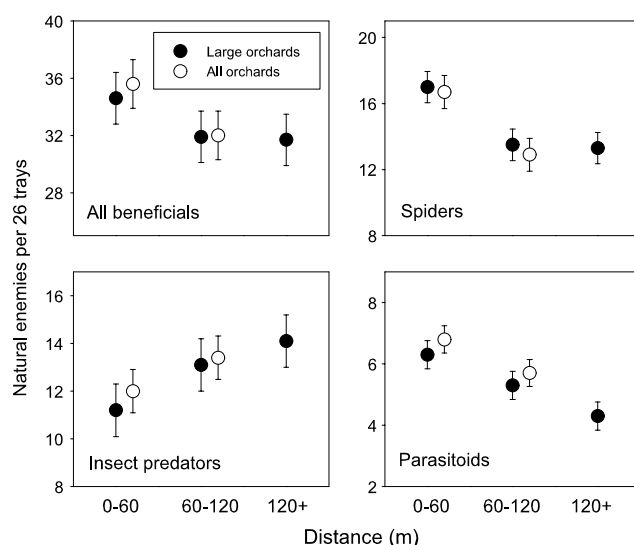 40
36
32
28
Large orchards
All orchards
All beneficials
20
16
12
8
Spiders
Natural enemies per 26 trays
16
14
12
10
8
Insect predators
0-60
60-120
120+
8
6
4
2
Parasitoids
0-60
60-120
120+
Distance (m)